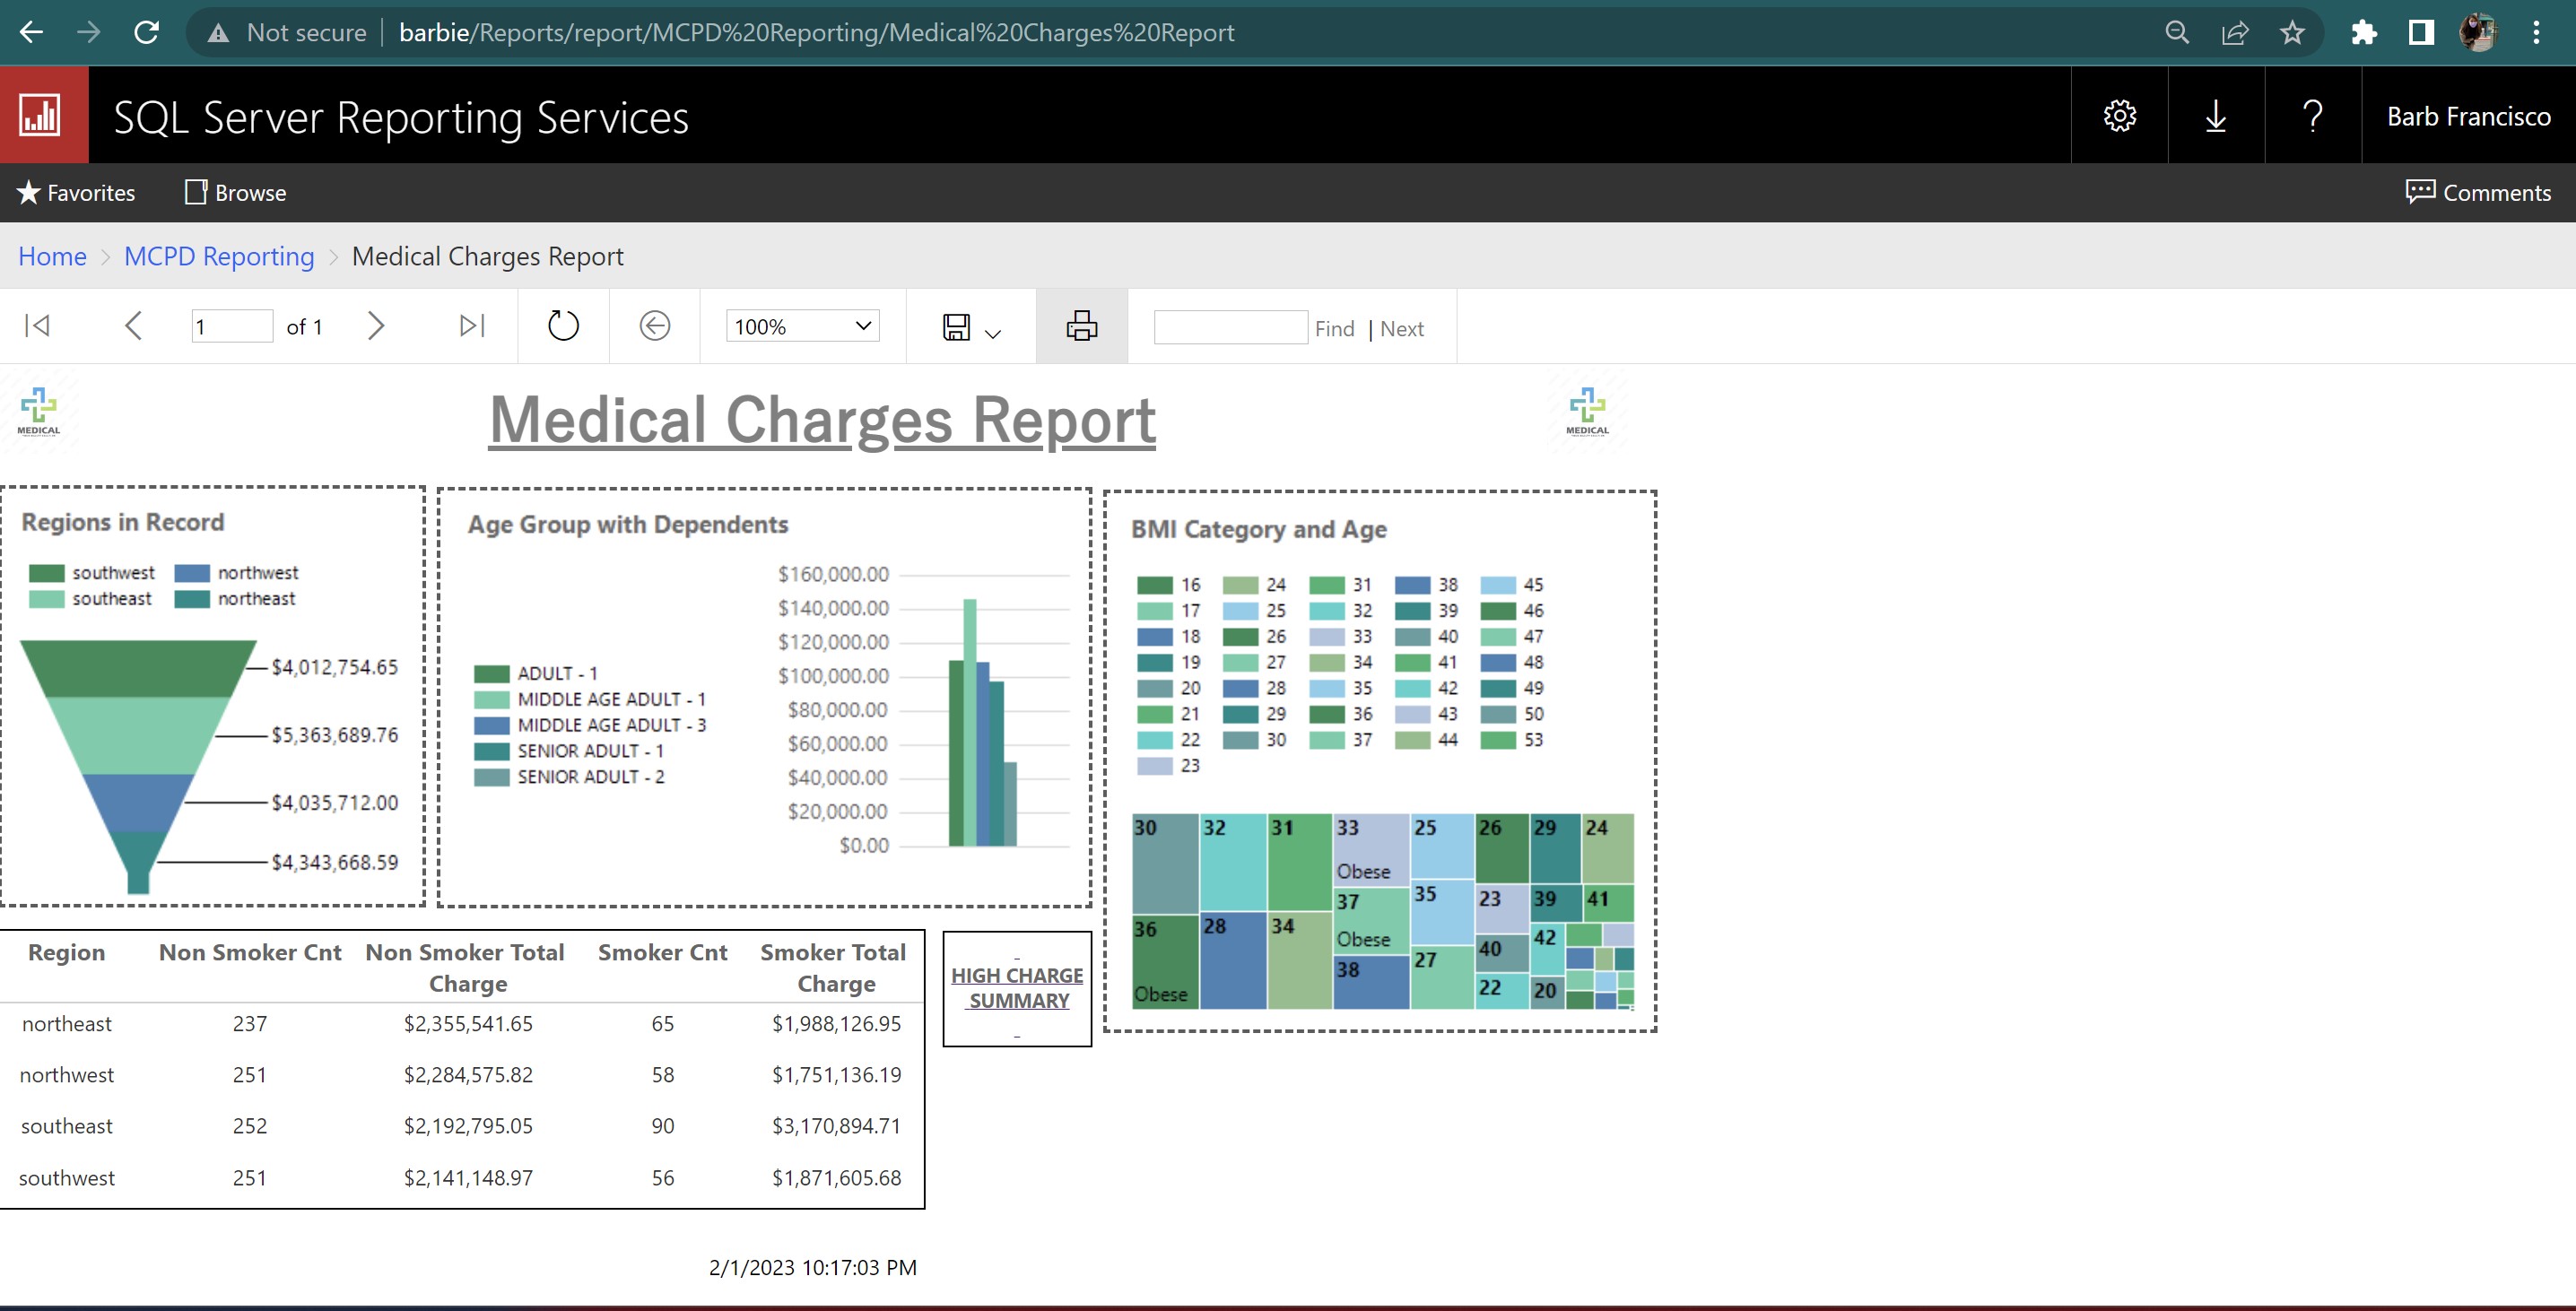 Not secure barbie/Reports/report/MCPD%20Reporting/Medical%20Charges%20Report
SQL Server Reporting Services
? Barb Francisco
Favorites Browse Comments
Home > MCPD Reporting > Medical Charges Report
1 of 1 100% Find | Next
MEDICAL
Medical Charges Report
MEDICAL
Regions in Record
southwest northwest
southeast northeast
$4,012,754.65
$5,363,689.76
$4,035,712.00
$4,343,668.59
Age Group with Dependents
ADULT - 1
MIDDLE AGE ADULT - 1
MIDDLE AGE ADULT - 3
SENIOR ADULT - 1
SENIOR ADULT - 2
$160,000.00
$140,000.00
$120,000.00
$100,000.00
$80,000.00
$60,000.00
$40,000.00
$20,000.00
$0.00
BMI Category and Age
16 24 31 38 45
17 25 32 39 46
18 26 33 40 47
19 27 34 41 48
20 28 35 42 49
21 29 36 43 50
22 30 37 44 53
23
30 32 31 33 25 26 29 24
Obese
35 23 39 41
37
36 28 34 42
Obese 40
38 27
22 20
Obese
Region Non Smoker Cnt Non Smoker Total Smoker Cnt Smoker Total
Charge Charge
northeast 237 $2,355,541.65 65 $1,988,126.95
northwest 251 $2,284,575.82 58 $1,751,136.19
southeast 252 $2,192,795.05 90 $3,170,894.71
southwest 251 $2,141,148.97 56 $1,871,605.68
HIGH CHARGE
SUMMARY
2/1/2023 10:17:03 PM